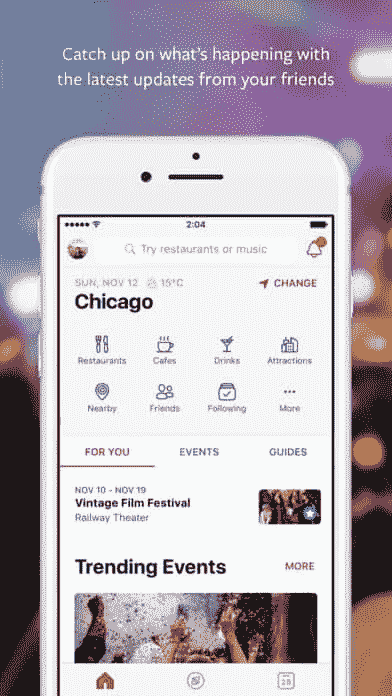 Catch up on what's happening with
the latest updates from your friends
2:04
Try restaurants or music
SUN, NOV 12 15°C
CHANGE
Chicago
Restaurants Cafes Drinks Attractions
Nearby Friends Following More
FOR YOU EVENTS GUIDES
NOV 10 - NOV 19
Vintage Film Festival
Railway Theater
Trending Events
MORE